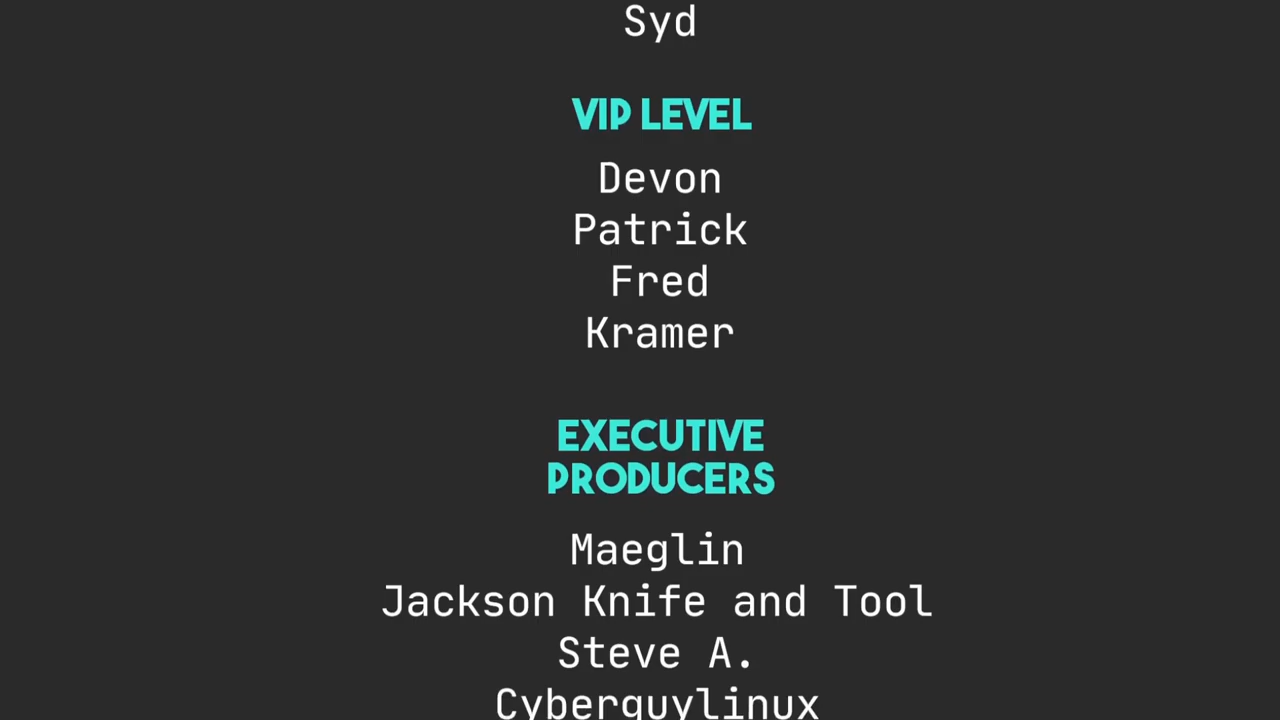 Syd
VIP LEVEL
Devon
Patrick
Fred
Kramer
EXECUTIVE
PRODUCERS
Maeglin
Jackson Knife and Tool
Steve A.
Cyberguylinux